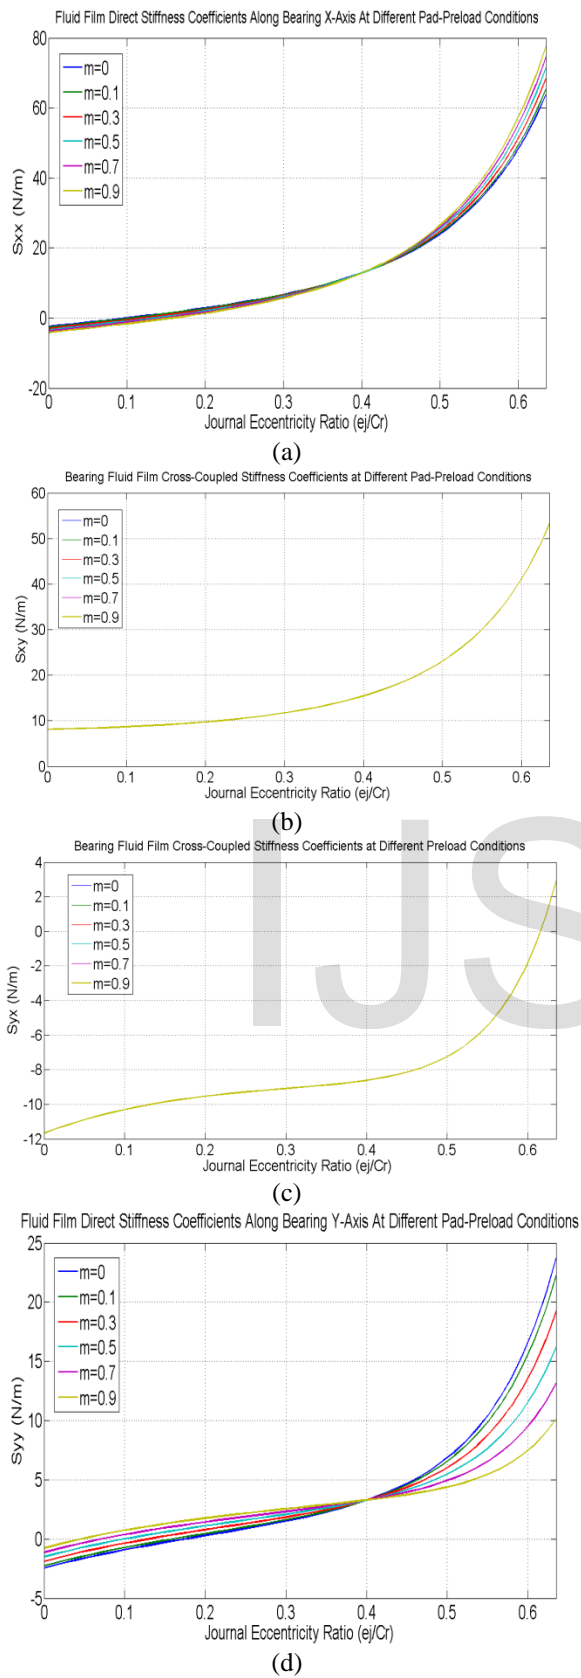 Fluid Film Direct Stiffness Coefficients Along Bearing X-Axis At Different Pad-Preload Conditions
80
60
40
20
0
-20
Sxx (N/m)
m=0
m=0.1
m=0.3
m=0.5
m=0.7
m=0.9
0 0.1 0.2 0.3 0.4 0.5 0.6
Journal Eccentricity Ratio (ej/Cr)
(a)
Bearing Fluid Film Cross-Coupled Stiffness Coefficients at Different Pad-Preload Conditions
60
50
40
30
20
10
0
Sxy (N/m)
m=0
m=0.1
m=0.3
m=0.5
m=0.7
m=0.9
0 0.1 0.2 0.3 0.4 0.5 0.6
Journal Eccentricity Ratio (ej/Cr)
(b)
Bearing Fluid Film Cross-Coupled Stiffness Coefficients at Different Preload Conditions
4
2
0
-2
-4
-6
-8
-10
-12
Syx (N/m)
m=0
m=0.1
m=0.3
m=0.5
m=0.7
m=0.9
0 0.1 0.2 0.3 0.4 0.5 0.6
Journal Eccentricity Ratio (ej/Cr)
(c)
IJS
Fluid Film Direct Stiffness Coefficients Along Bearing Y-Axis At Different Pad-Preload Conditions
25
20
15
10
5
0
-5
Syy (N/m)
m=0
m=0.1
m=0.3
m=0.5
m=0.7
m=0.9
0 0.1 0.2 0.3 0.4 0.5 0.6
Journal Eccentricity Ratio (ej/Cr)
(d)